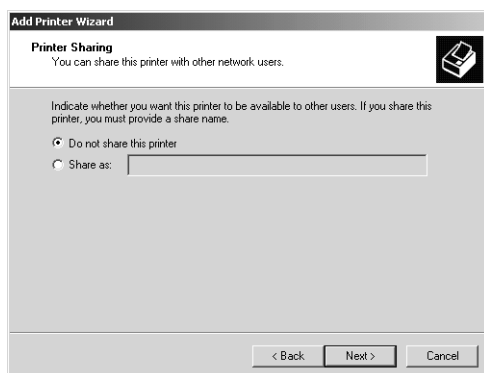 Add Printer Wizard
Printer Sharing
You can share this printer with other network users.
Indicate whether you want this printer to be available to other users. If you share this
printer, you must provide a share name.
Do not share this printer
Share as:
< Back Next > Cancel